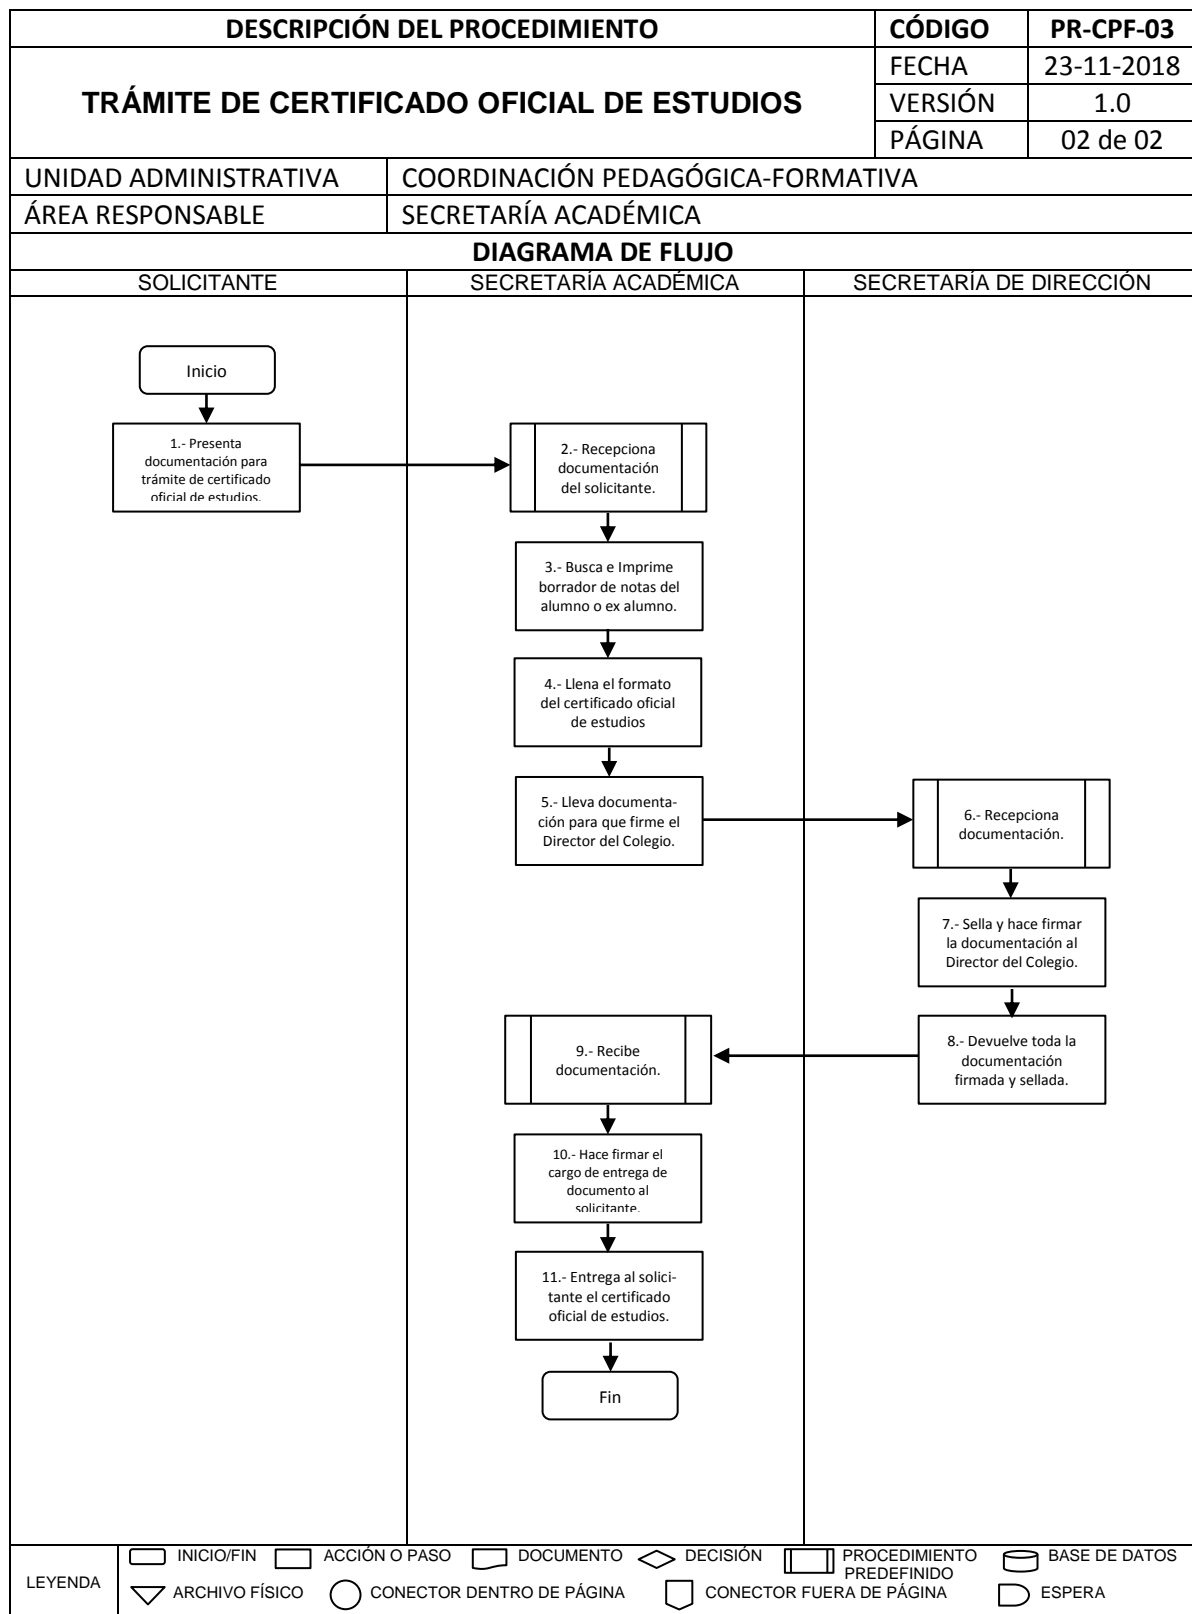 DESCRIPCIÓN DEL PROCEDIMIENTO
CÓDIGO
PR-CPF-03
TRÁMITE DE CERTIFICADO OFICIAL DE ESTUDIOS
FECHA
23-11-2018
VERSIÓN
1.0
PÁGINA
02 de 02
UNIDAD ADMINISTRATIVA
COORDINACIÓN PEDAGÓGICA-FORMATIVA
ÁREA RESPONSABLE
SECRETARÍA ACADÉMICA
DIAGRAMA DE FLUJO
SOLICITANTE
SECRETARÍA ACADÉMICA
SECRETARÍA DE DIRECCIÓN
Inicio
1.- Presenta
documentación para
trámite de certificado
oficial de estudios.
2.- Recepciona
documentación
del solicitante.
3.- Busca e Imprime
borrador de notas del
alumno o ex alumno.
4.- Llena el formato
del certificado oficial
de estudios
5.- Lleva documenta-
ción para que firme el
Director del Colegio.
6.- Recepciona
documentación.
7.- Sella y hace firmar
la documentación al
Director del Colegio.
8.- Devuelve toda la
documentación
firmada y sellada.
9.- Recibe
documentación.
10.- Hace firmar el
cargo de entrega de
documento al
solicitante.
11.- Entrega al solici-
tante el certificado
oficial de estudios.
Fin
LEYENDA
INICIO/FIN
ACCIÓN O PASO
DOCUMENTO
DECISIÓN
PROCEDIMIENTO
PREDEFINIDO
BASE DE DATOS
ARCHIVO FÍSICO
CONECTOR DENTRO DE PÁGINA
CONECTOR FUERA DE PÁGINA
ESPERA